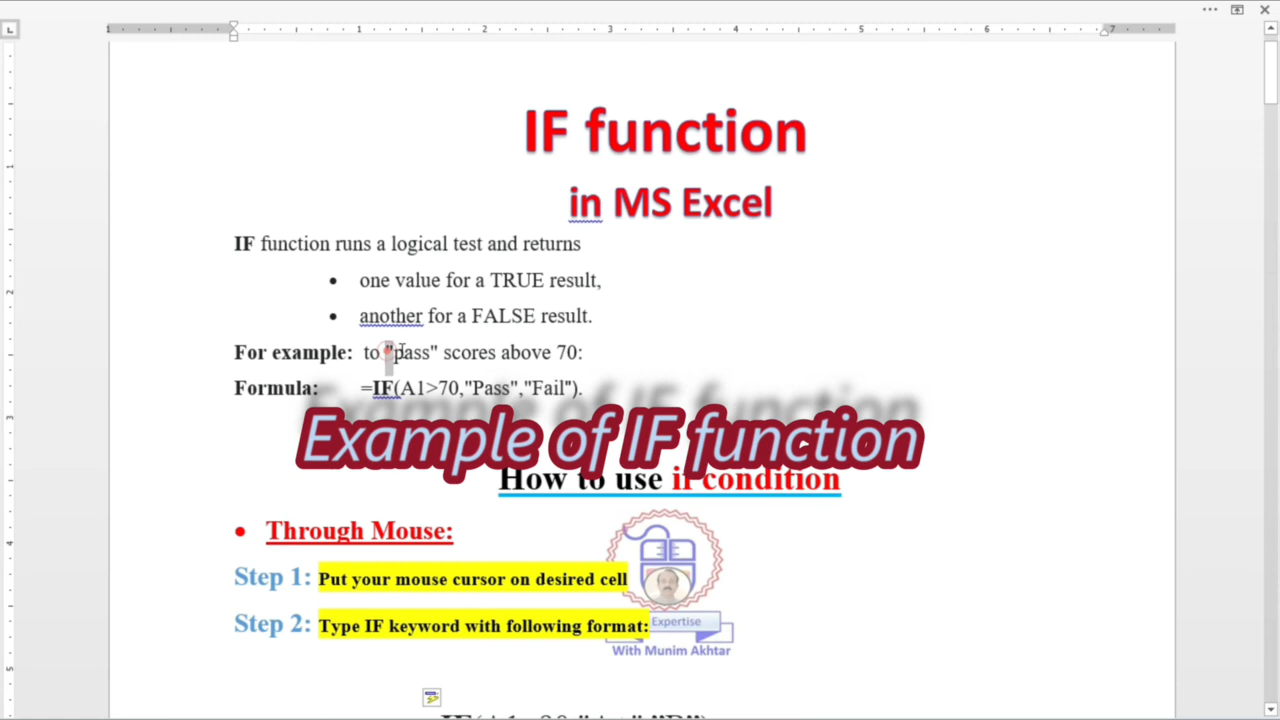 IF function
in MS Excel
IF function runs a logical test and returns
• one value for a TRUE result,
• another for a FALSE result.
For example: to "pass" scores above 70:
Formula: =IF(A1>70,"Pass","Fail").
Example of IF function
How to use if condition
• Through Mouse:
Step 1: Put your mouse cursor on desired cell
Step 2: Type IF keyword with following format:
Expertise
With Munim Akhtar